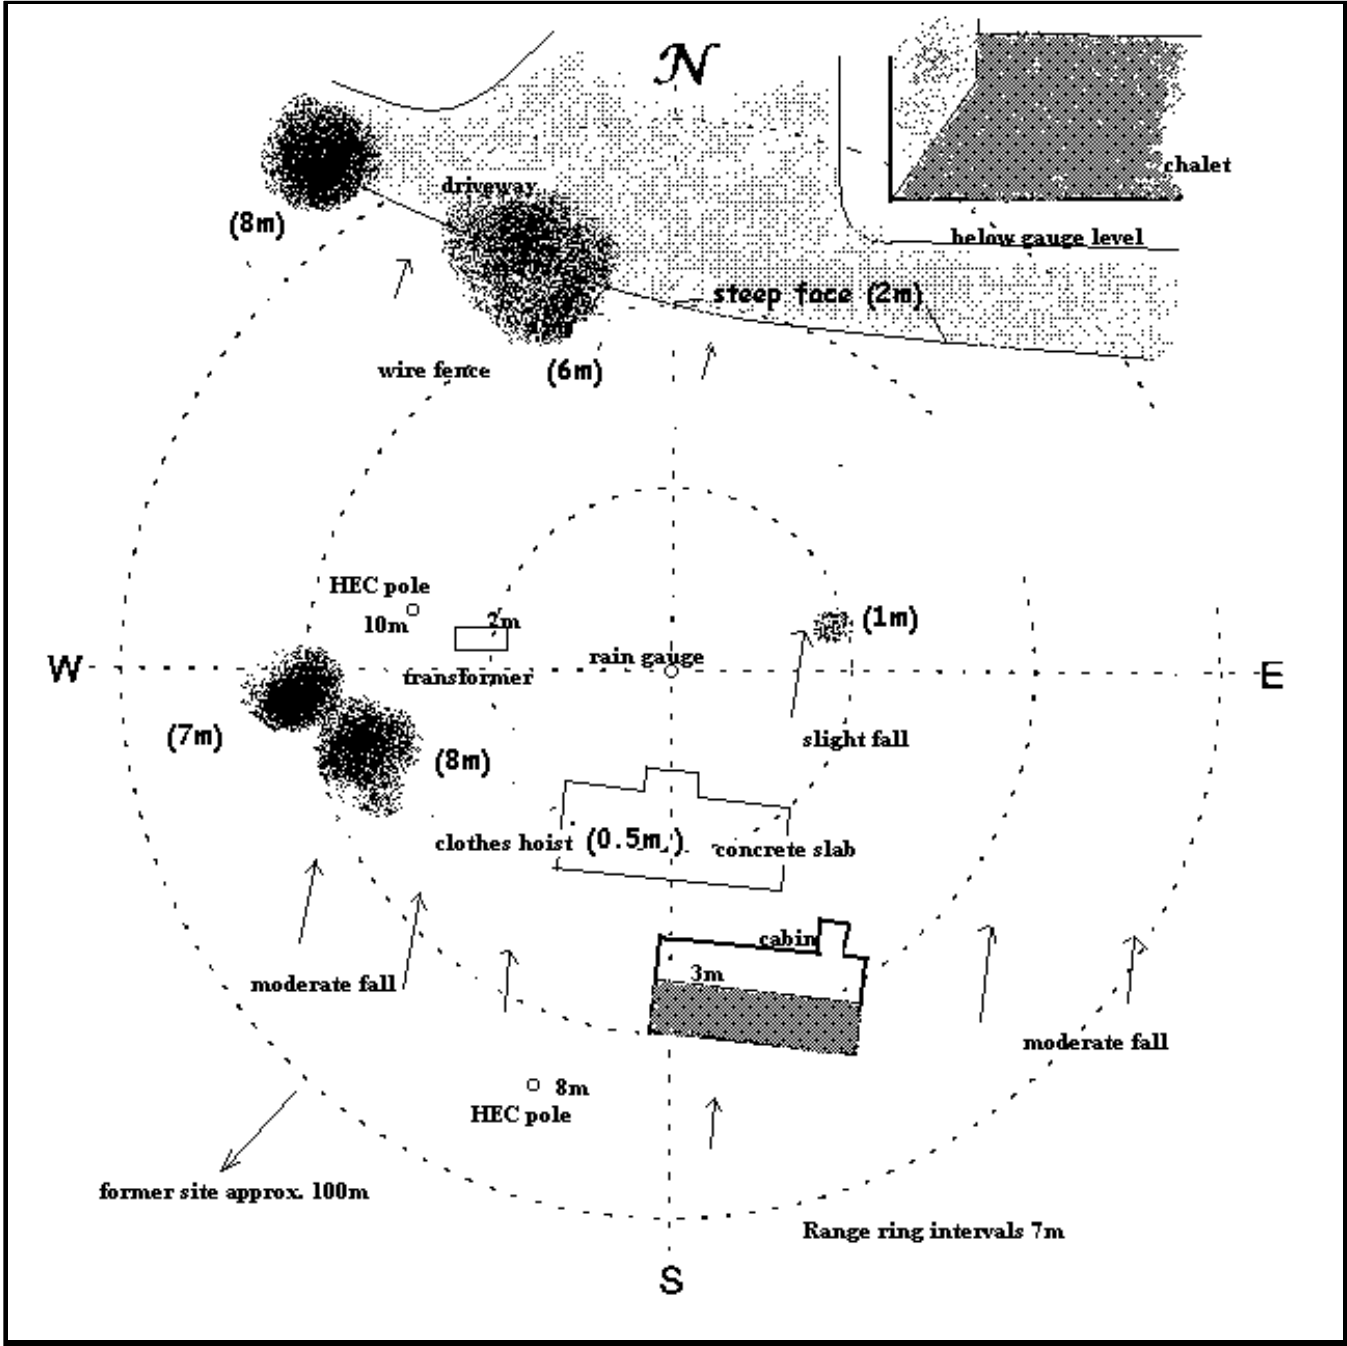 N
chalet
driveway
(8m)
below gauge level
steep face (2m)
wire fence
(6m)
HEC pole
10m
2m
(1m)
rain gauge
W
E
transformer
(7m)
slight fall
(8m)
clothes hoist (0.5m)
concrete slab
cabin
3m
moderate fall
moderate fall
8m
HEC pole
former site approx. 100m
Range ring intervals 7m
S